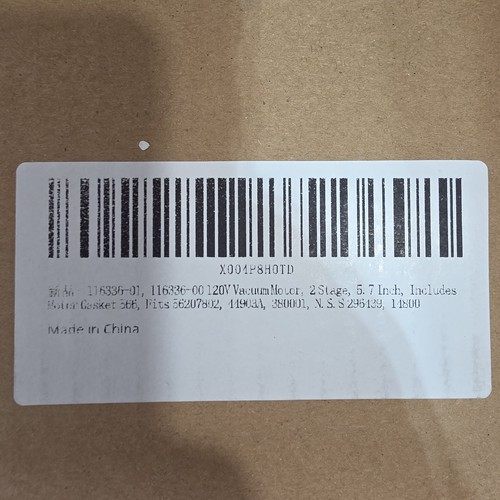 X004P8H0TD
新品 - 116336-01, 116336-00 120V Vacuum Motor, 2 Stage, 5.7 Inch, Includes
Motor Gasket 566, Fits 56207802, 44903A, 380001, N.S.S 296439, 14800
Made in China